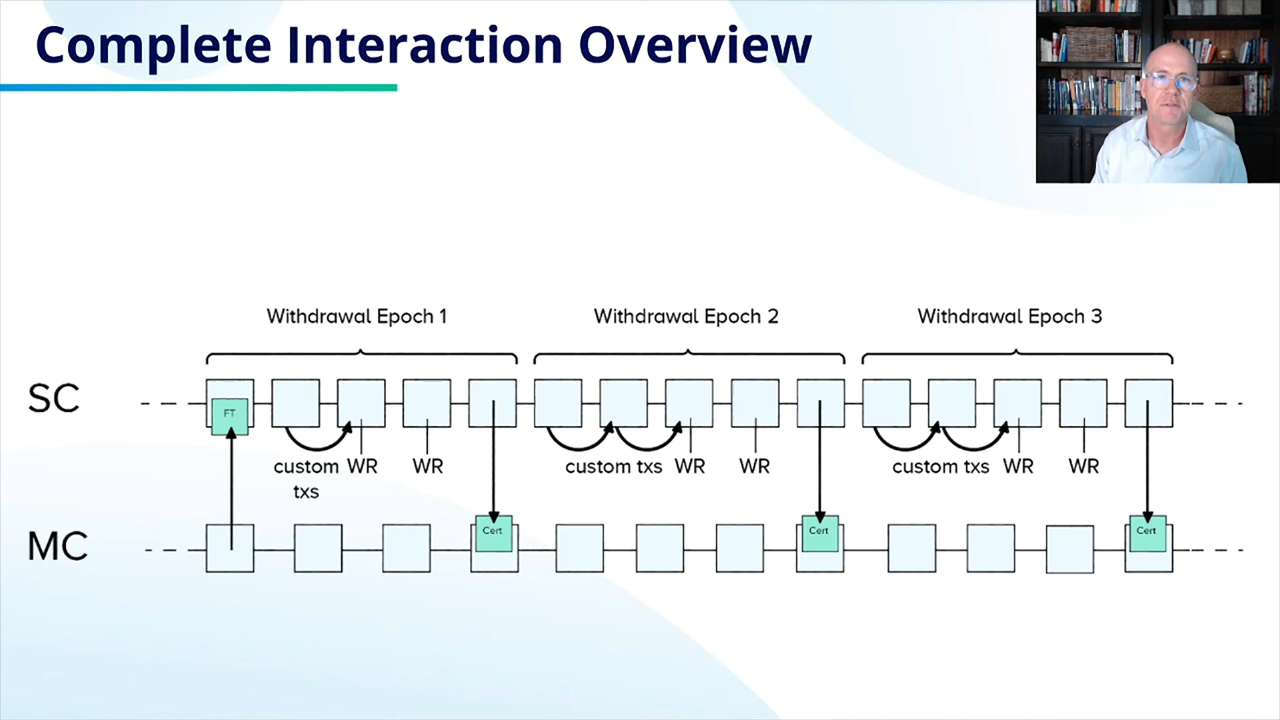 Complete Interaction Overview
Withdrawal Epoch 1
Withdrawal Epoch 2
Withdrawal Epoch 3
SC
FT
custom txs
WR
WR
custom txs
WR
WR
custom txs
WR
WR
MC
Cert
Cert
Cert